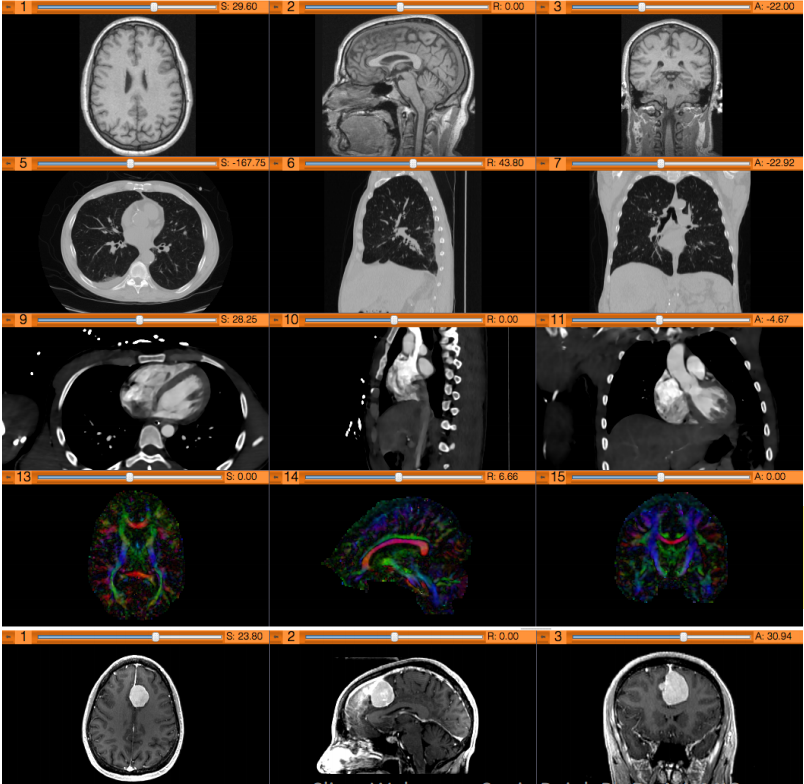 1 S: 29.60 2 R: 0.00 3 A: -22.00
5 S: -167.75 6 R: 43.80 7 A: -22.92
9 S: 28.25 10 R: 0.00 11 A: -4.67
13 S: 0.00 14 R: 6.66 15 A: 0.00
1 S: 23.80 2 R: 0.00 3 A: 30.94